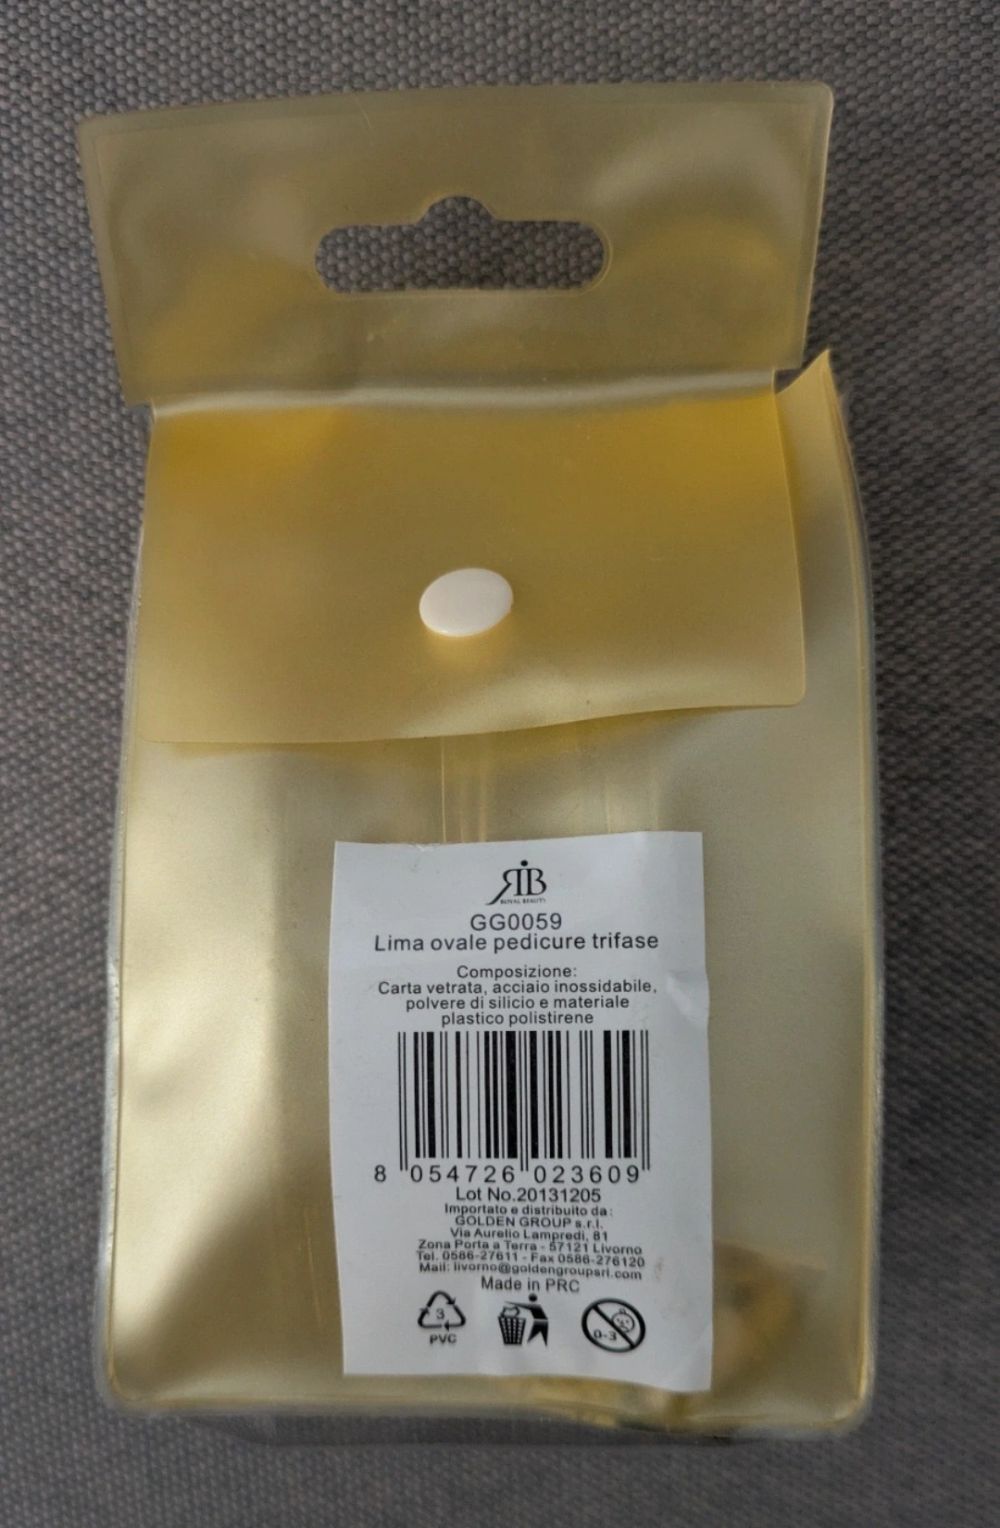 RB
ROYAL BEAUTY
GG0059
Lima ovale pedicure trifase
Composizione:
Carta vetrata, acciaio inossidabile,
polvere di silicio e materiale
plastico polistirene
8 054726 023609
Lot No.20131205
Importato e distribuito da:
GOLDEN GROUP s.r.l.
Via Aurelio Lampredi, 81
Zona Porta a Terra - 57121 Livorno
Tel. 0586-27611 - Fax 0586-276120
Mail: livorno@goldengroupsrl.com
Made in PRC
3
PVC
0-3